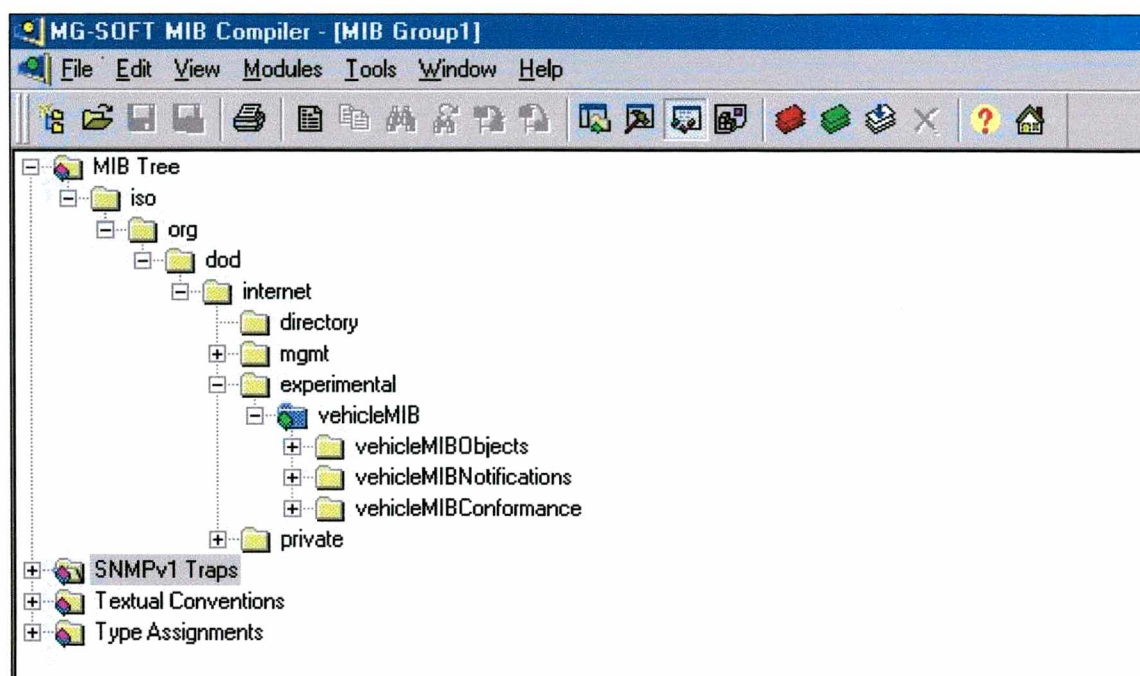 MG-SOFT MIB Compiler - [MIB Group1]
File Edit View Modules Tools Window Help
MIB Tree
iso
org
dod
internet
directory
mgmt
experimental
vehicleMIB
vehicleMIBObjects
vehicleMIBNotifications
vehicleMIBConformance
private
SNMPv1 Traps
Textual Conventions
Type Assignments